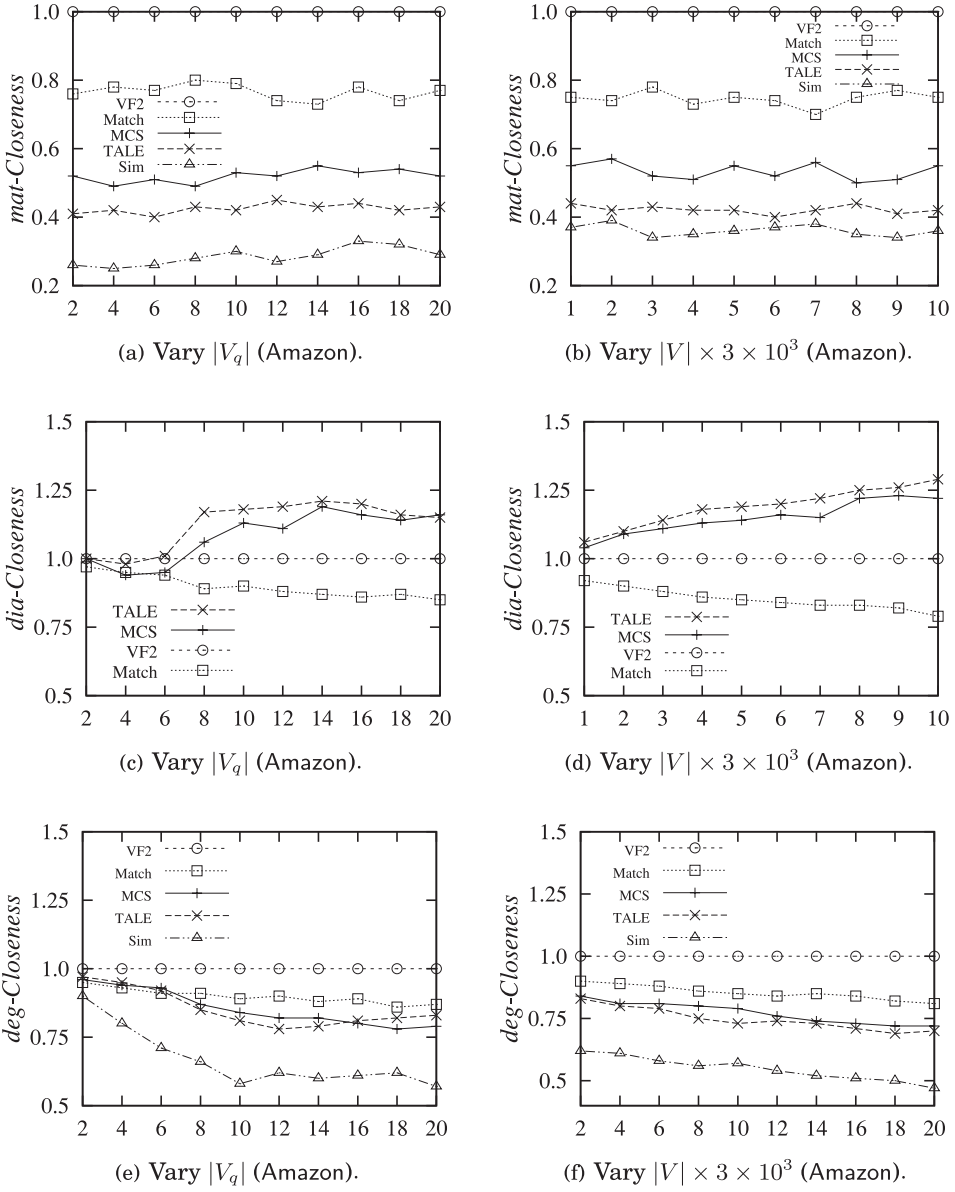 mat-Closeness
1.0
0.8
0.6
0.4
0.2
VF2
Match
MCS
TALE
Sim
2 4 6 8 10 12 14 16 18 20
(a) Vary |V_q| (Amazon).
mat-Closeness
1.0
0.8
0.6
0.4
0.2
VF2
Match
MCS
TALE
Sim
1 2 3 4 5 6 7 8 9 10
(b) Vary |V| × 3 × 10³ (Amazon).
dia-Closeness
1.5
1.25
1.0
0.75
0.5
TALE
MCS
VF2
Match
2 4 6 8 10 12 14 16 18 20
(c) Vary |V_q| (Amazon).
dia-Closeness
1.5
1.25
1.0
0.75
0.5
TALE
MCS
VF2
Match
1 2 3 4 5 6 7 8 9 10
(d) Vary |V| × 3 × 10³ (Amazon).
deg-Closeness
1.5
1.25
1.0
0.75
0.5
VF2
Match
MCS
TALE
Sim
2 4 6 8 10 12 14 16 18 20
(e) Vary |V_q| (Amazon).
deg-Closeness
1.5
1.25
1.0
0.75
0.5
VF2
Match
MCS
TALE
Sim
2 4 6 8 10 12 14 16 18 20
(f) Vary |V| × 3 × 10³ (Amazon).